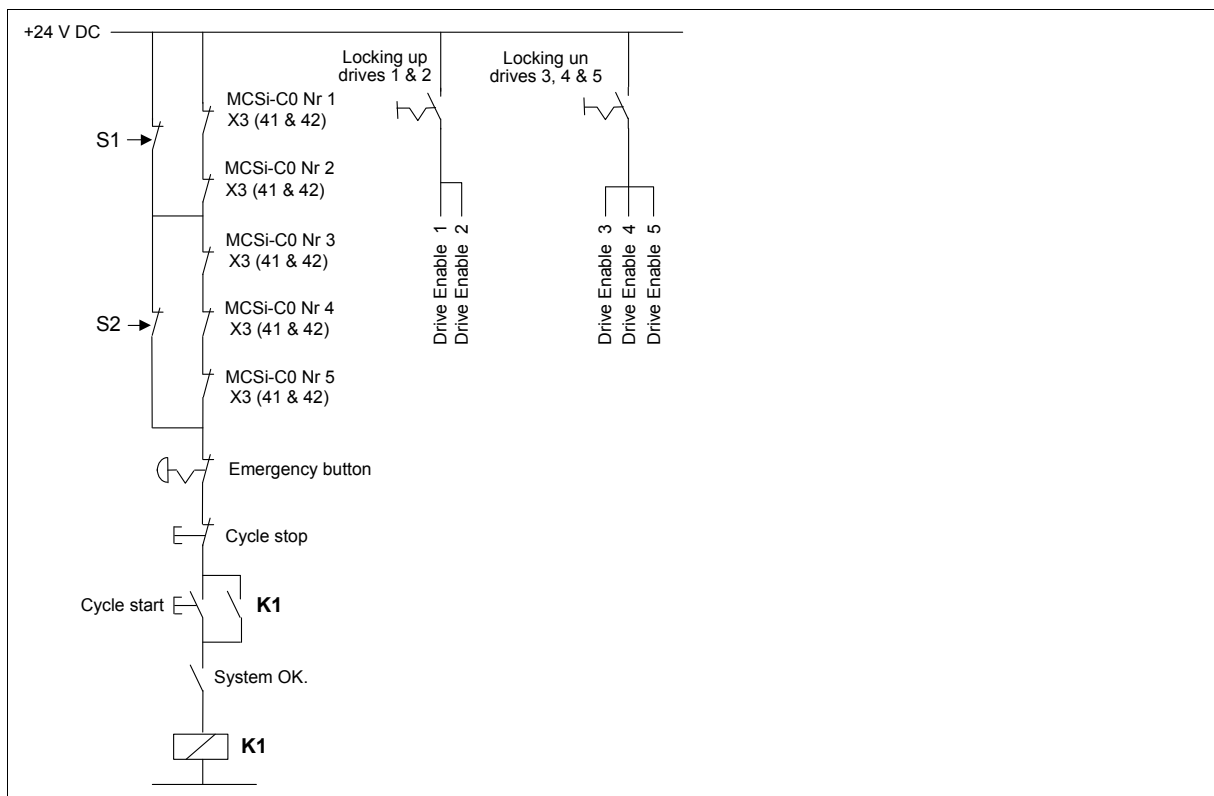 +24 V DC
Locking up
drives 1 & 2
Locking un
drives 3, 4 & 5
MCSi-C0 Nr 1
X3 (41 & 42)
S1
MCSi-C0 Nr 2
X3 (41 & 42)
MCSi-C0 Nr 3
X3 (41 & 42)
Drive Enable 1
Drive Enable 2
Drive Enable 3
Drive Enable 4
Drive Enable 5
MCSi-C0 Nr 4
X3 (41 & 42)
S2
MCSi-C0 Nr 5
X3 (41 & 42)
Emergency button
Cycle stop
Cycle start
K1
System OK.
K1